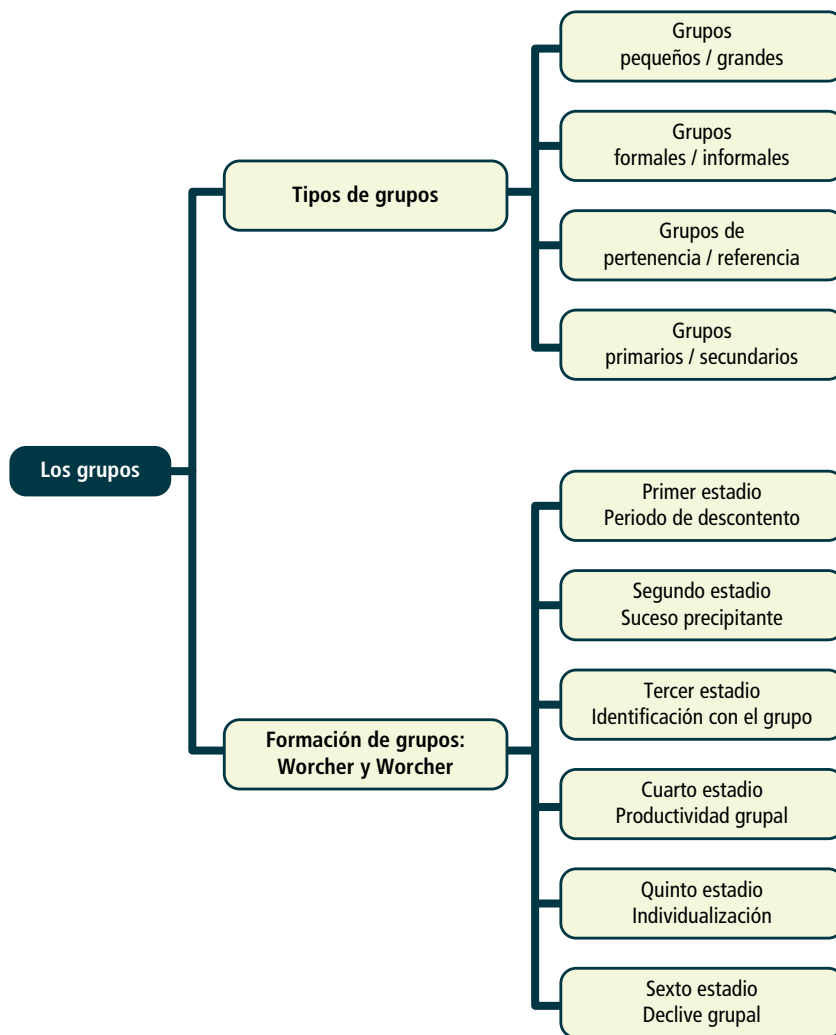 Los grupos
Tipos de grupos
Grupos
pequeños / grandes
Grupos
formales / informales
Grupos de
pertenencia / referencia
Grupos
primarios / secundarios
Formación de grupos:
Worcher y Worcher
Primer estadio
Periodo de descontento
Segundo estadio
Suceso precipitante
Tercer estadio
Identificación con el grupo
Cuarto estadio
Productividad grupal
Quinto estadio
Individualización
Sexto estadio
Declive grupal